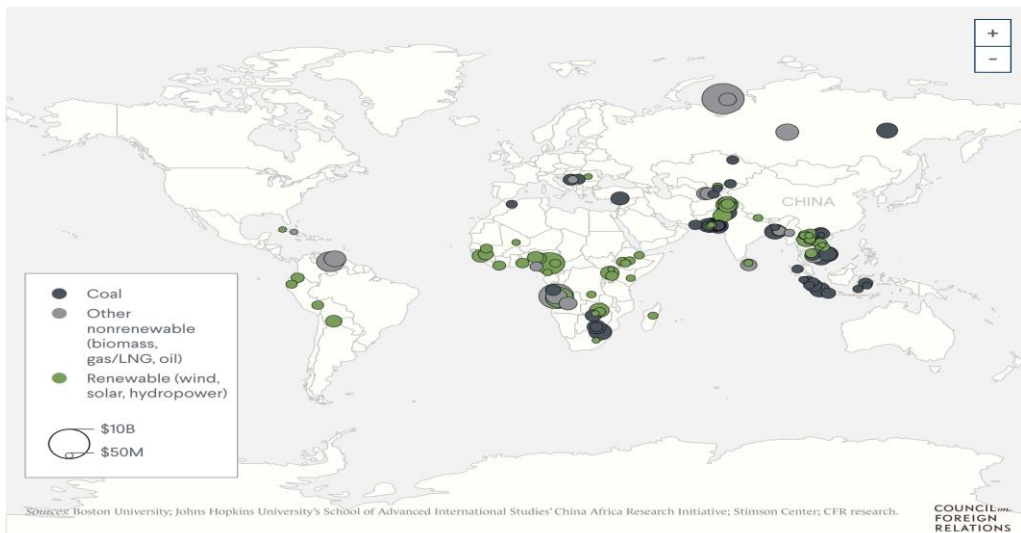 +
−
CHINA
Coal
Other
nonrenewable
(biomass,
gas/LNG, oil)
Renewable (wind,
solar, hydropower)
$10B
$50M
Sources: Boston University; Johns Hopkins University's School of Advanced International Studies' China Africa Research Initiative; Stimson Center; CFR research.
COUNCIL on
FOREIGN
RELATIONS